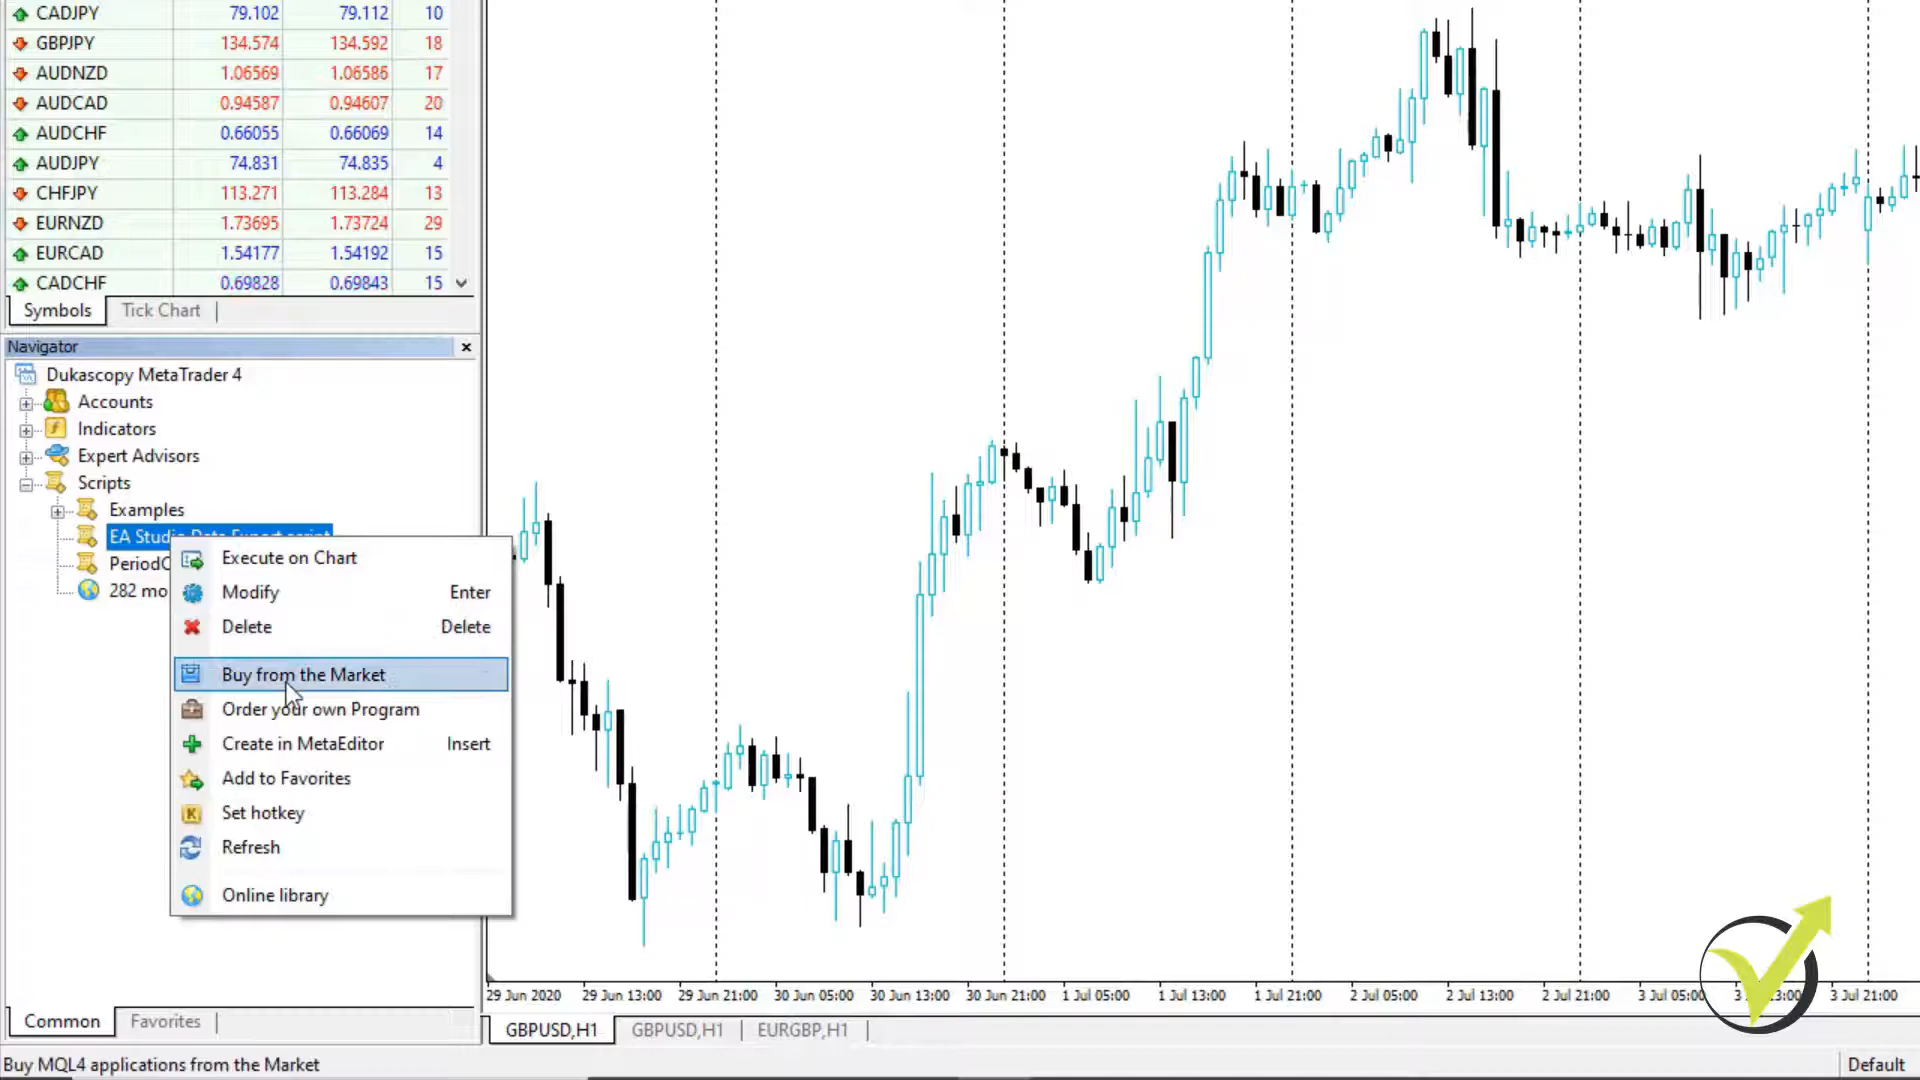 CADJPY 79.102 79.112 10
GBPJPY 134.574 134.592 18
AUDNZD 1.06569 1.06586 17
AUDCAD 0.94587 0.94607 20
AUDCHF 0.66055 0.66069 14
AUDJPY 74.831 74.835 4
CHFJPY 113.271 113.284 13
EURNZD 1.73695 1.73724 29
EURCAD 1.54177 1.54192 15
CADCHF 0.69828 0.69843 15
Symbols Tick Chart
Navigator
Dukascopy MetaTrader 4
Accounts
Indicators
Expert Advisors
Scripts
Examples
EA Studio Data Export script
PeriodC
282 mo
Execute on Chart
Modify Enter
Delete Delete
Buy from the Market
Order your own Program
Create in MetaEditor Insert
Add to Favorites
Set hotkey
Refresh
Online library
Common Favorites
29 Jun 2020 29 Jun 13:00 29 Jun 21:00 30 Jun 05:00 30 Jun 13:00 30 Jun 21:00 1 Jul 05:00 1 Jul 13:00 1 Jul 21:00 2 Jul 05:00 2 Jul 13:00 2 Jul 21:00 3 Jul 05:00 3 Jul 21:00
GBPUSD,H1 GBPUSD,H1 EURGBP,H1
Buy MQL4 applications from the Market
Default